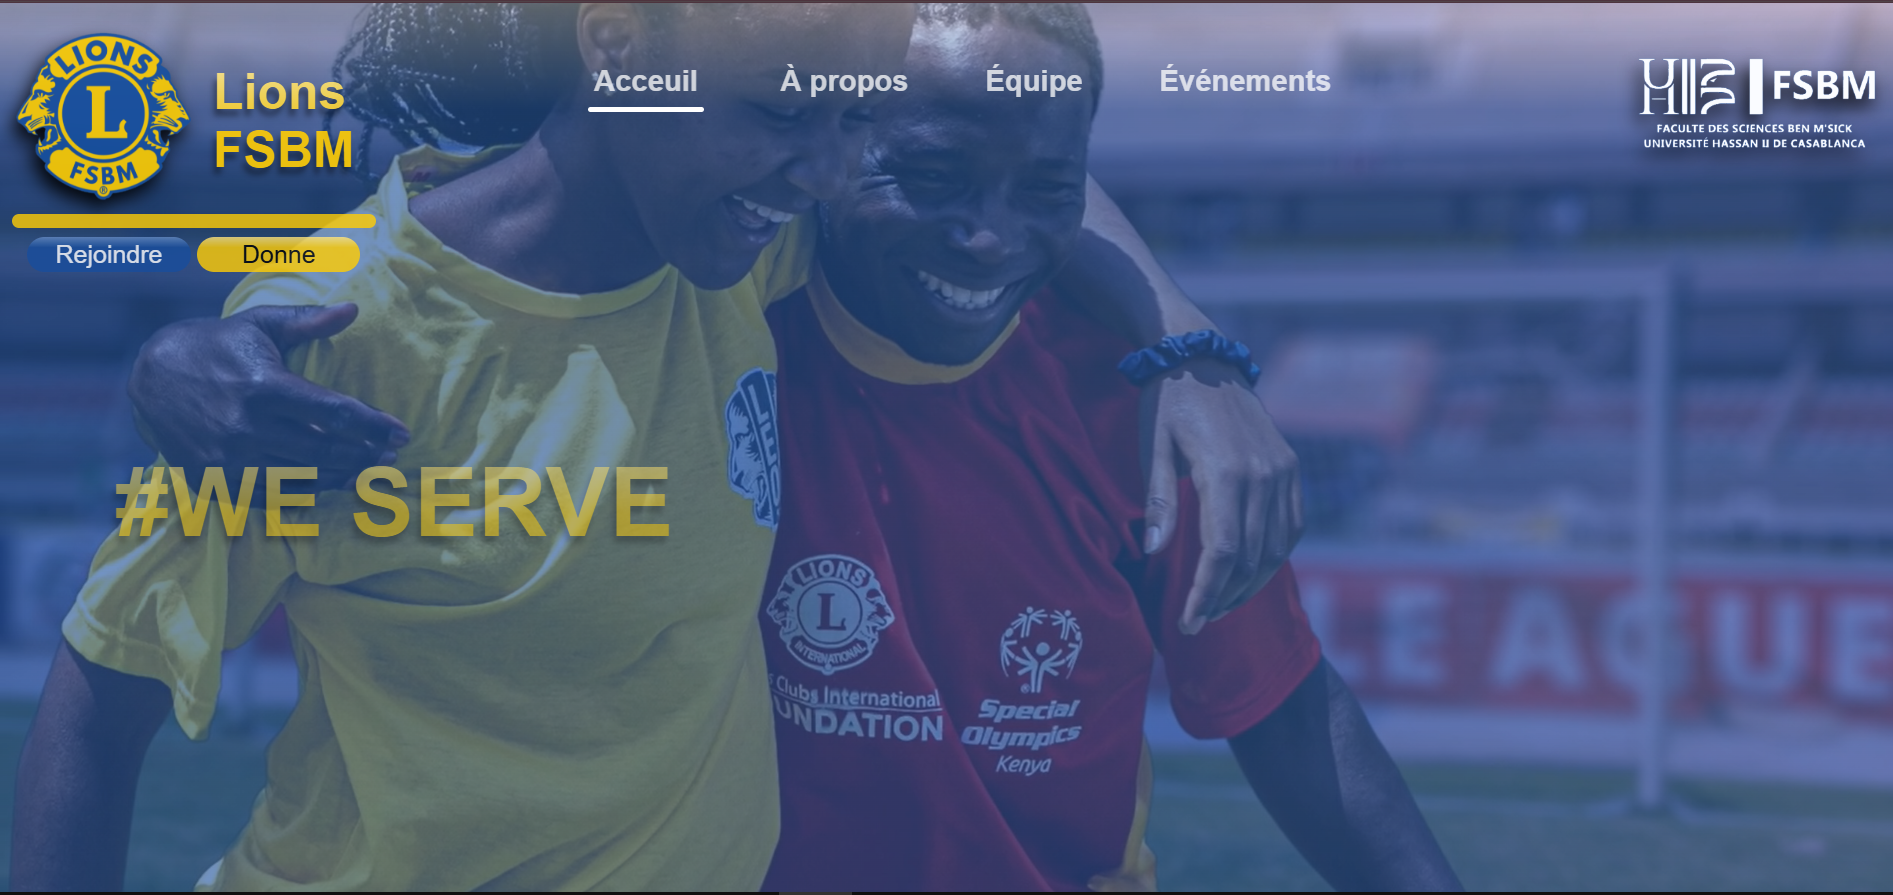 LIONS
L
FSBM
®
Lions
FSBM
Acceuil
À propos
Équipe
Événements
FSBM
FACULTE DES SCIENCES BEN M'SICK
UNIVERSITÉ HASSAN II DE CASABLANCA
Rejoindre
Donne
#WE SERVE
LIONS
L
INTERNATIONAL
Clubs International
UNDATION
Special
Olympics
Kenya
LEAGUE